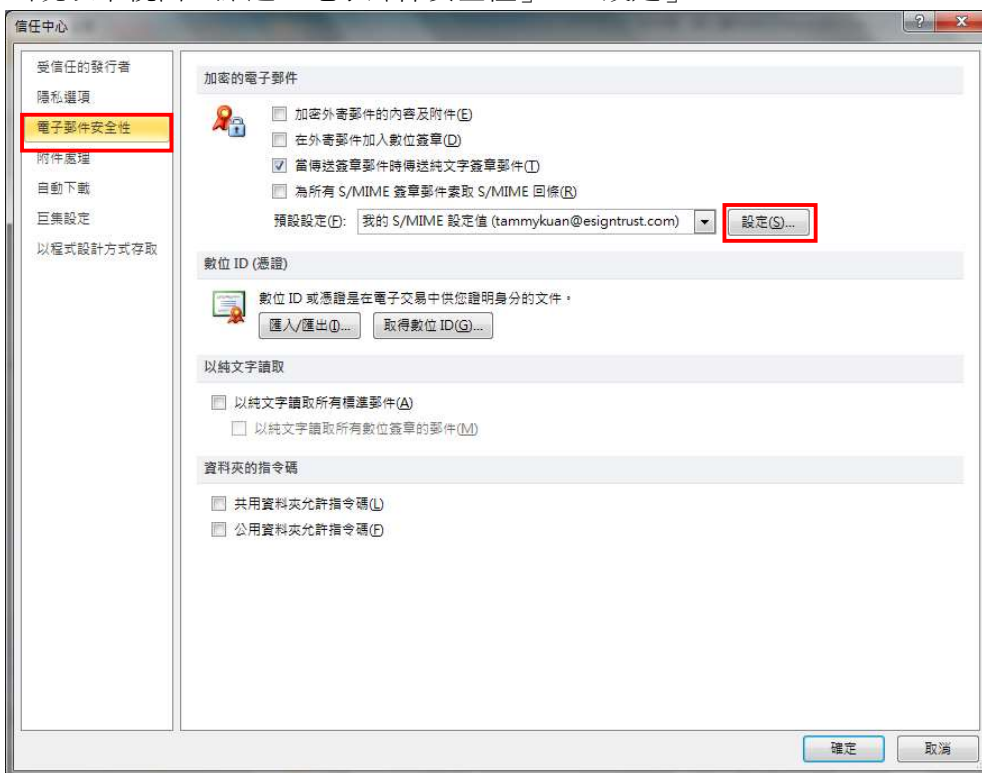 信任中心
受信任的發行者
隱私選項
電子郵件安全性
附件處理
自動下載
巨集設定
以程式設計方式存取
加密的電子郵件
加密外寄郵件的內容及附件(E)
在外寄郵件加入數位簽章(D)
當傳送簽章郵件時傳送純文字簽章郵件(T)
為所有 S/MIME 簽章郵件索取 S/MIME 回條(R)
預設設定(F): 我的 S/MIME 設定值 (tammykuan@esigntrust.com) 設定(S)...
數位 ID (憑證)
數位 ID 或憑證是在電子交易中供您證明身分的文件。
匯入/匯出(I)... 取得數位 ID(G)...
以純文字讀取
以純文字讀取所有標準郵件(A)
以純文字讀取所有數位簽章的郵件(M)
資料夾的指令碼
共用資料夾允許指令碼(L)
公用資料夾允許指令碼(F)
確定 取消